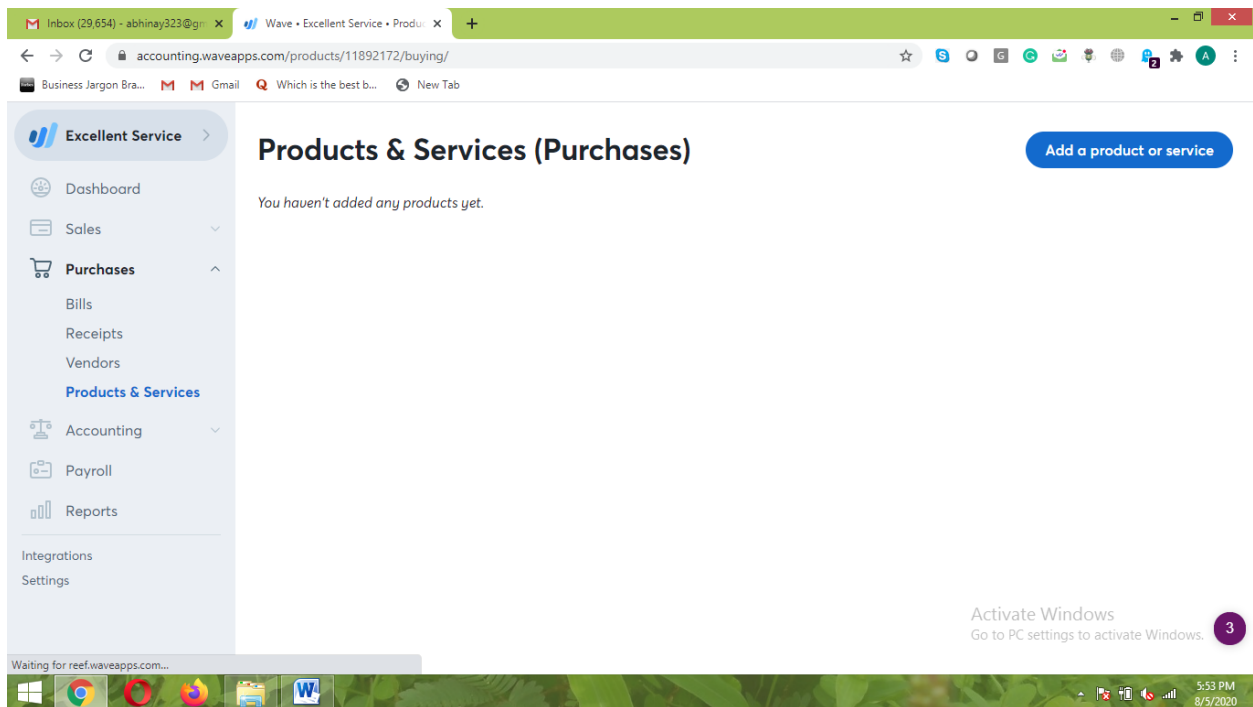 Inbox (29,654) - abhinay323@gm
Wave • Excellent Service • Produc
accounting.waveapps.com/products/11892172/buying/
Business Jargon Bra...
Gmail
Which is the best b...
New Tab
Excellent Service
Products & Services (Purchases)
Add a product or service
Dashboard
You haven't added any products yet.
Sales
Purchases
Bills
Receipts
Vendors
Products & Services
Accounting
Payroll
Reports
Integrations
Settings
Activate Windows
Go to PC settings to activate Windows.
3
Waiting for reef.waveapps.com...
5:53 PM
8/5/2020